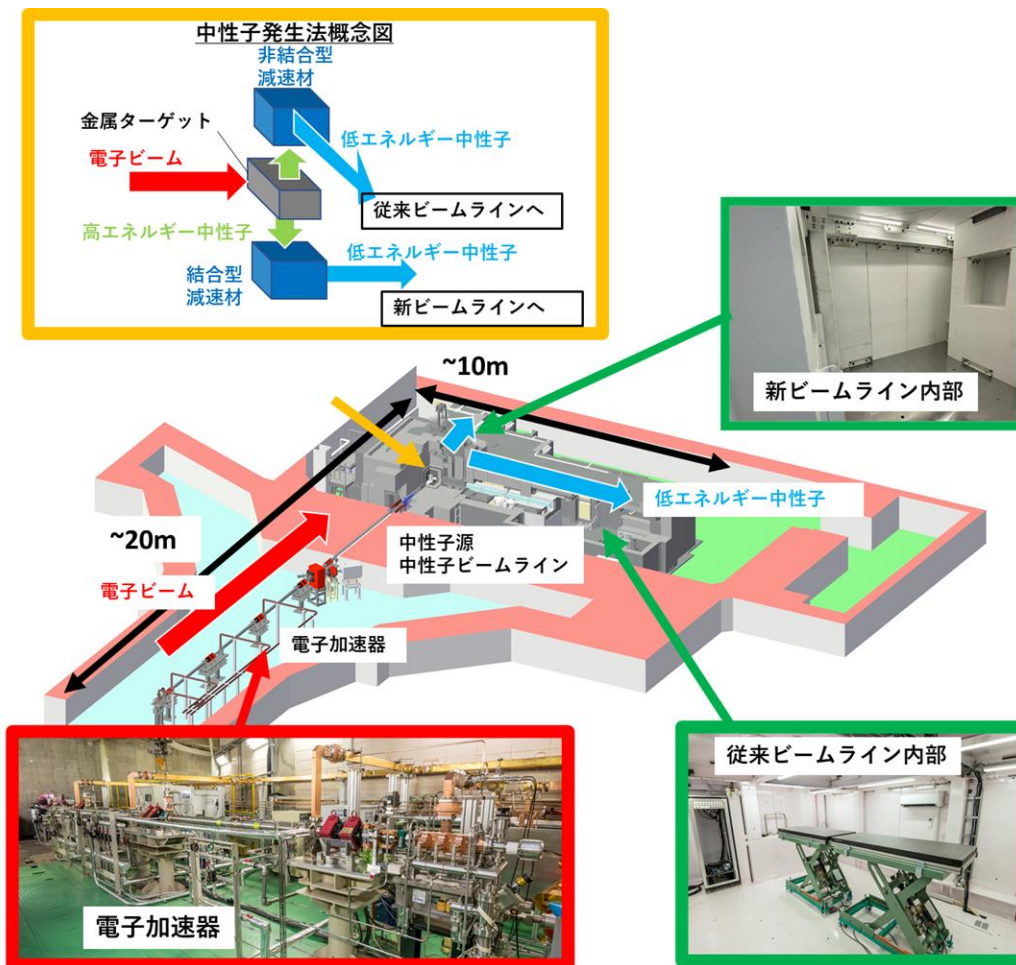 中性子発生法概念図
非結合型
減速材
金属ターゲット
低エネルギー中性子
電子ビーム
従来ビームラインへ
高エネルギー中性子
低エネルギー中性子
結合型
減速材
新ビームラインへ
~10m
新ビームライン内部
低エネルギー中性子
~20m
中性子源
中性子ビームライン
電子ビーム
電子加速器
従来ビームライン内部
電子加速器